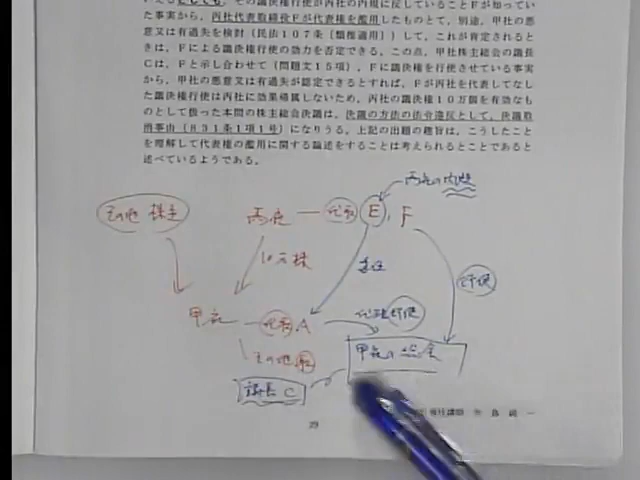 その議決権行使が丙社の内規に反していることFが知ってい
た事実から，丙社代表取締役Fが代表権を濫用したものとて，別途，甲社の悪
意又は有過失を検討（民法107条〔類推適用〕）して，これが肯定されると
きは，Fによる議決権行使の効力を否定できる。この点，甲社株主総会の議長
Cは，Fと示し合わせて（問題文15項），Fに議決権を行使させている事実
から，甲社の悪意又は有過失が認定できるとすれば，Fが丙社を代表してなし
た議決権行使は丙社に効果帰属しないため，丙社の議決権10万個を有効なも
のとして扱った本問の株主総会決議は，決議の方法の法令違反として，決議取
消事由（831条1項1号）になりうる。上記の出題の趣旨は，こうしたこと
を理解して代表権の濫用に関する論述をすることは考えられるとことであると
述べているようである。
丙社の内規
その他 株主
丙社 — 代取 E，F
10万株
委任
行使
甲社 — 代取 A
代理行使
その他 取
甲社の総会
議長 C
29